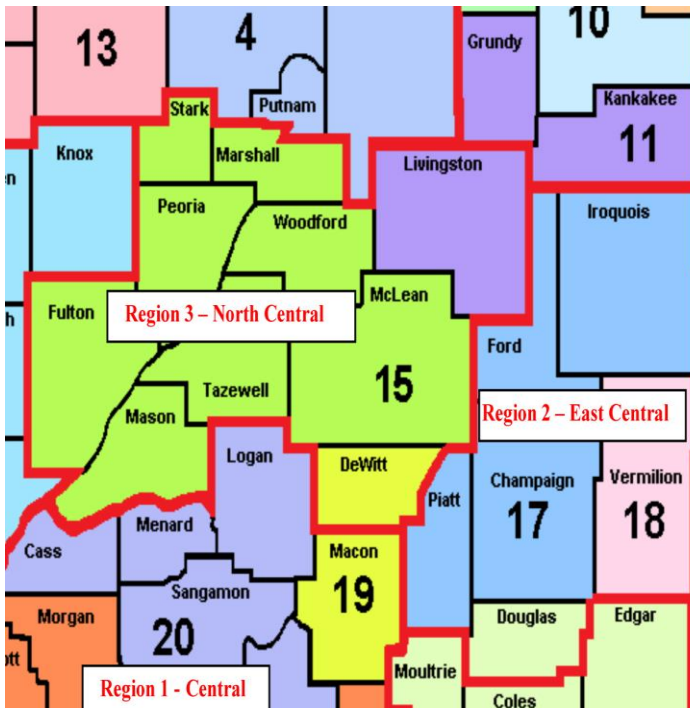 13
4
10
Grundy
Stark
Putnam
Kankakee
11
Knox
Marshall
Livingston
en
Peoria
Woodford
Iroquois
McLean
Fulton
Region 3 – North Central
h
Ford
15
Tazewell
Mason
Region 2 – East Central
Logan
DeWitt
Piatt
Champaign
17
Vermilion
18
Menard
Cass
Macon
19
Sangamon
Morgan
20
Douglas
Edgar
ott
Moultrie
Region 1 - Central
Coles